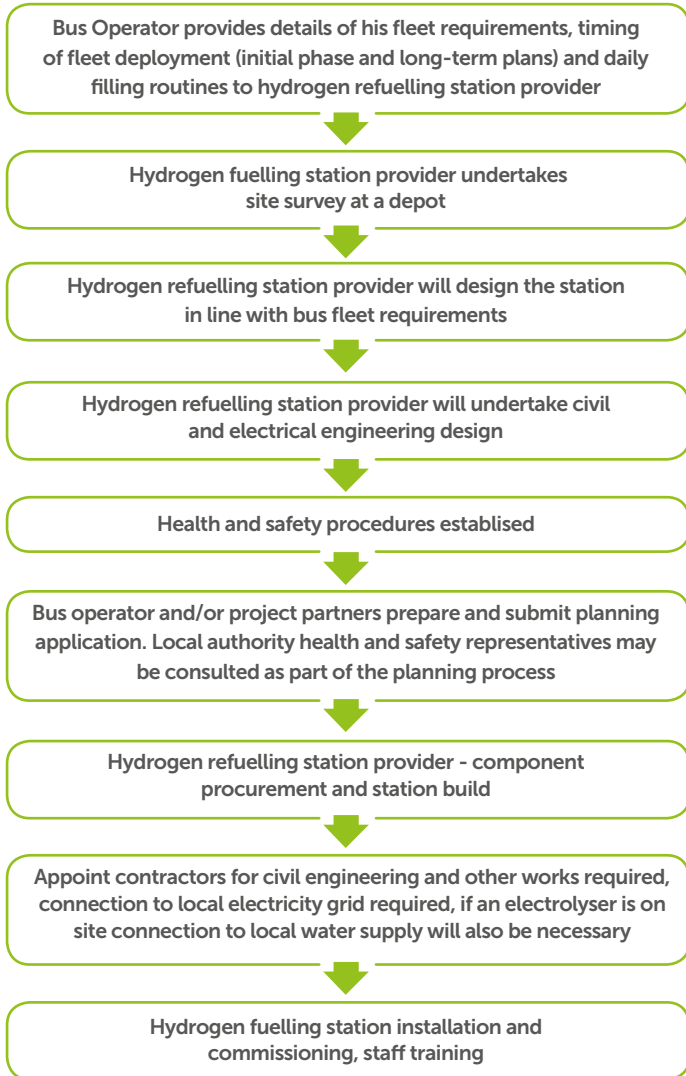 Bus Operator provides details of his fleet requirements, timing
of fleet deployment (initial phase and long-term plans) and daily
filling routines to hydrogen refuelling station provider
Hydrogen fuelling station provider undertakes
site survey at a depot
Hydrogen refuelling station provider will design the station
in line with bus fleet requirements
Hydrogen refuelling station provider will undertake civil
and electrical engineering design
Health and safety procedures establised
Bus operator and/or project partners prepare and submit planning
application. Local authority health and safety representatives may
be consulted as part of the planning process
Hydrogen refuelling station provider - component
procurement and station build
Appoint contractors for civil engineering and other works required,
connection to local electricity grid required, if an electrolyser is on
site connection to local water supply will also be necessary
Hydrogen fuelling station installation and
commissioning, staff training